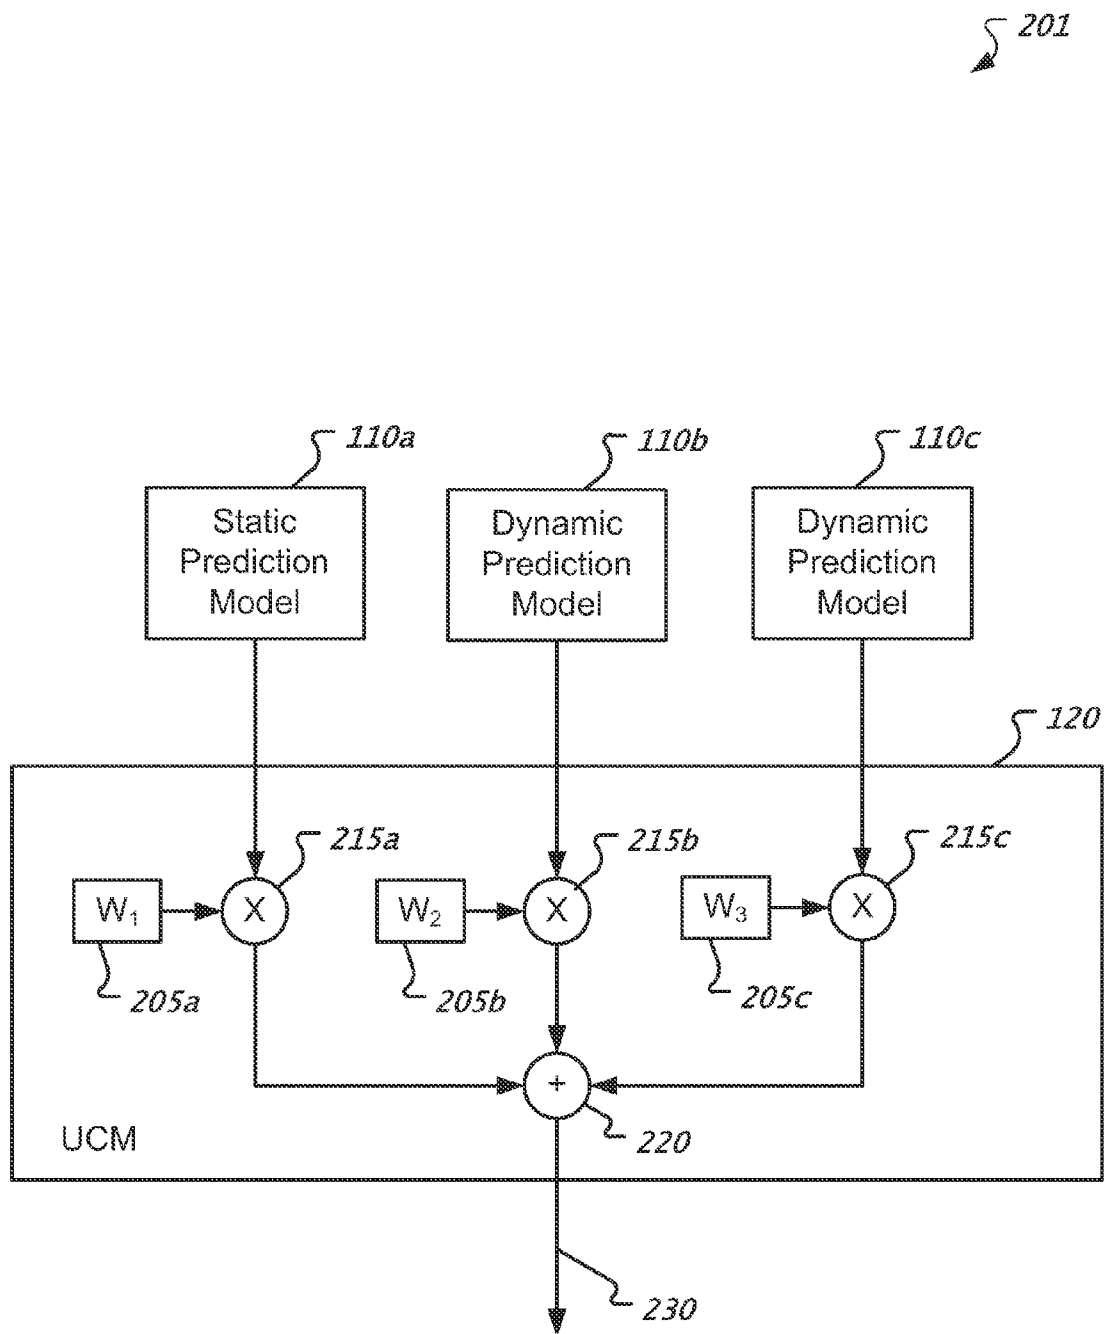 201
110a
110b
110c
Static
Prediction
Model
Dynamic
Prediction
Model
Dynamic
Prediction
Model
120
215a
215b
215c
W₁
X
W₂
X
W₃
X
205a
205b
205c
+
UCM
220
230